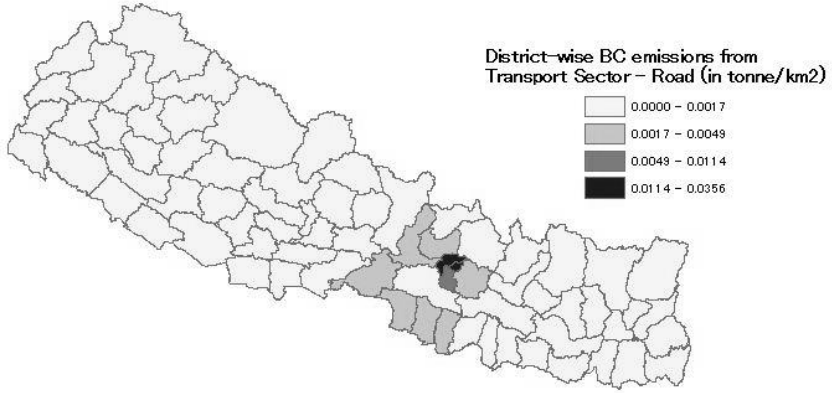 District-wise BC emissions from
Transport Sector - Road (in tonne/km2)
0.0000 - 0.0017
0.0017 - 0.0049
0.0049 - 0.0114
0.0114 - 0.0356